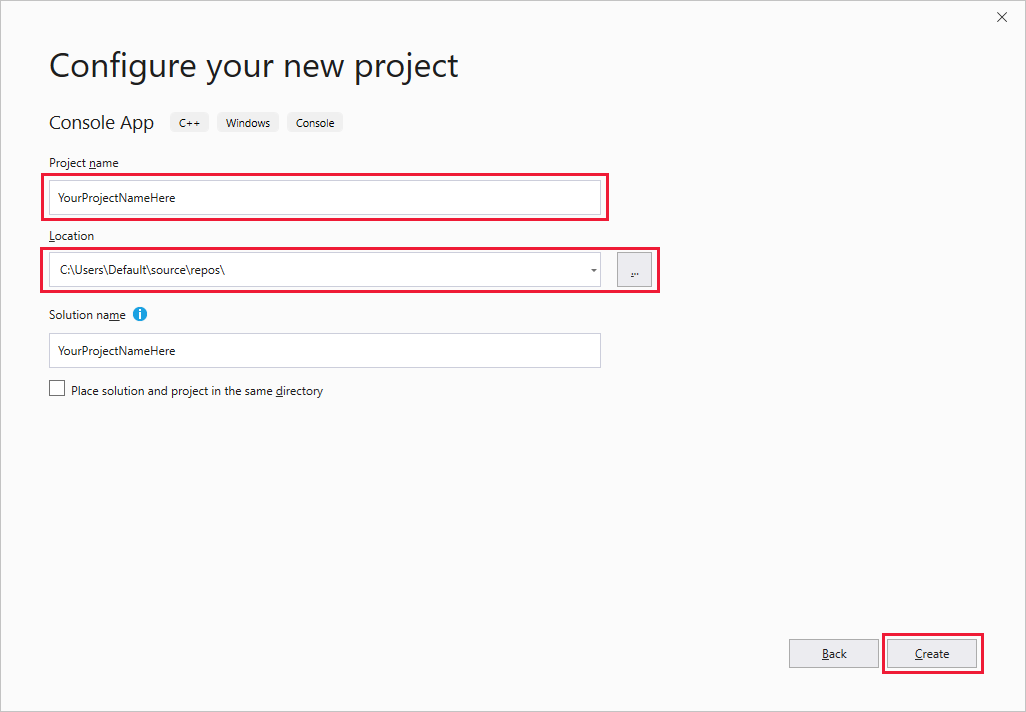 Configure your new project
Console App C++ Windows Console
Project name
YourProjectNameHere
Location
C:\Users\Default\source\repos\
...
Solution name i
YourProjectNameHere
Place solution and project in the same directory
Back Create